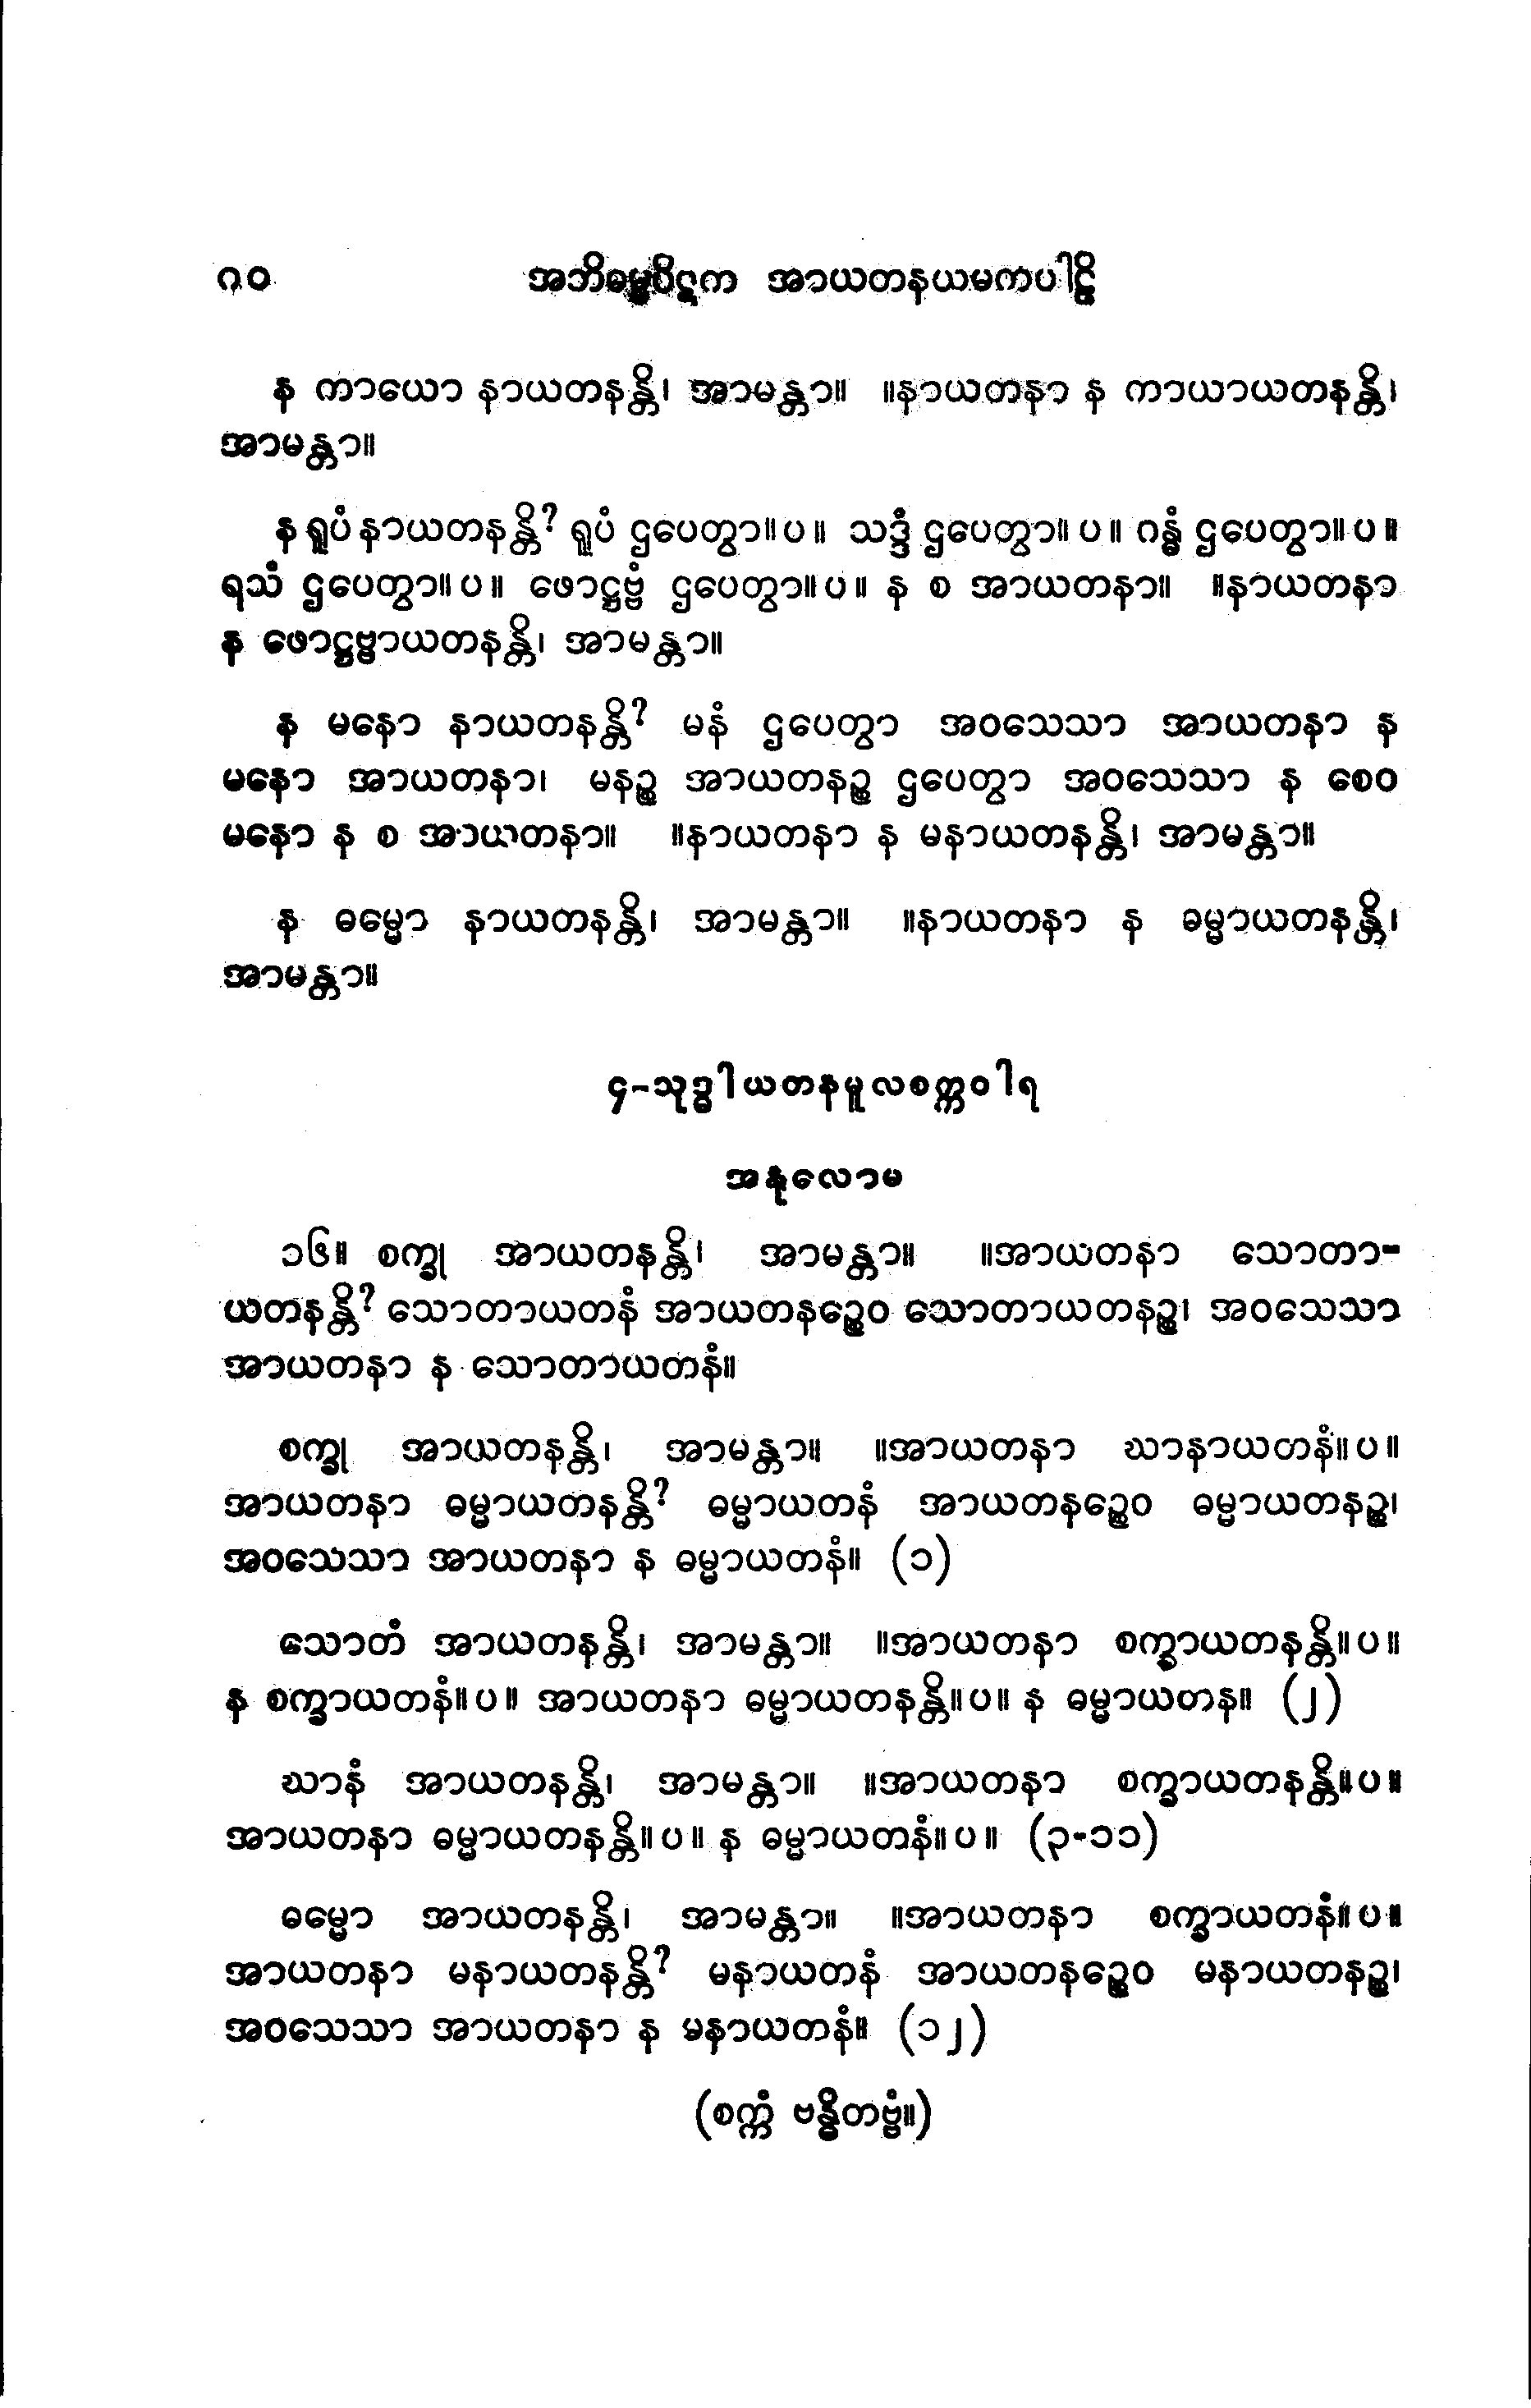 ၈၀ အဘိဓမ္မပိဋက အာယတနယမကပါဠိ
န ကာယော နာယတနန္တိ၊ အာမန္တာ။ ။နာယတနာ န ကာယာယတနန္တိ၊
အာမန္တာ။
န ရူပံ နာယတနန္တိ? ရူပံ ဌပေတွာ။ ပ။ သဒ္ဒံ ဌပေတွာ။ ပ။ ဂန္ဓံ ဌပေတွာ။ ပ။
ရသံ ဌပေတွာ။ ပ။ ဖောဋ္ဌဗ္ဗံ ဌပေတွာ။ ပ။ န စ အာယတနာ။ ။နာယတနာ
န ဖောဋ္ဌဗ္ဗာယတနန္တိ၊ အာမန္တာ။
န မနော နာယတနန္တိ? မနံ ဌပေတွာ အဝသေသာ အာယတနာ န
မနော အာယတနာ၊ မနဉ္စ အာယတနဉ္စ ဌပေတွာ အဝသေသာ န စေဝ
မနော န စ အာယတနာ။ ။နာယတနာ န မနာယတနန္တိ၊ အာမန္တာ။
န ဓမ္မော နာယတနန္တိ၊ အာမန္တာ။ ။နာယတနာ န ဓမ္မာယတနန္တိ၊
အာမန္တာ။
၄-သုဒ္ဓါယတနမူလစက္ကဝါရ
အနုလောမ
၁၆။ စက္ခု အာယတနန္တိ၊ အာမန္တာ။ ။အာယတနာ သောတာ-
ယတနန္တိ? သောတာယတနံ အာယတနဉ္စေဝ သောတာယတနဉ္စ၊ အဝသေသာ
အာယတနာ န သောတာယတနံ။
စက္ခု အာယတနန္တိ၊ အာမန္တာ။ ။အာယတနာ ဃာနာယတနံ။ ပ။
အာယတနာ ဓမ္မာယတနန္တိ? ဓမ္မာယတနံ အာယတနဉ္စေဝ ဓမ္မာယတနဉ္စ၊
အဝသေသာ အာယတနာ န ဓမ္မာယတနံ။ (၁)
သောတံ အာယတနန္တိ၊ အာမန္တာ။ ။အာယတနာ စက္ခာယတနန္တိ။ ပ။
န စက္ခာယတနံ။ ပ။ အာယတနာ ဓမ္မာယတနန္တိ။ ပ။ န ဓမ္မာယတန။ (၂)
ဃာနံ အာယတနန္တိ၊ အာမန္တာ။ ။အာယတနာ စက္ခာယတနန္တိ။ ပ။
အာယတနာ ဓမ္မာယတနန္တိ။ ပ။ န ဓမ္မာယတနံ။ ပ။ (၃-၁၁)
ဓမ္မော အာယတနန္တိ၊ အာမန္တာ။ ။အာယတနာ စက္ခာယတနံ။ ပ။
အာယတနာ မနာယတနန္တိ? မနာယတနံ အာယတနဉ္စေဝ မနာယတနဉ္စ၊
အဝသေသာ အာယတနာ န မနာယတနံ။ (၁၂)
(စက္ကံ ဗန္ဓိတဗ္ဗံ။)